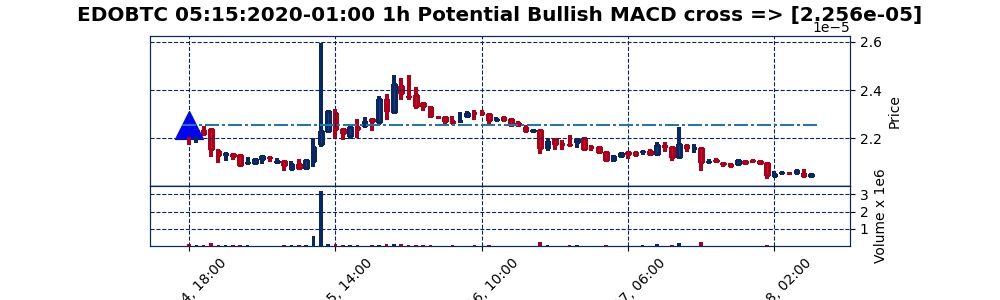 EDOBTC 05:15:2020-01:00 1h Potential Bullish MACD cross => [2.256e-05]
1e−5
2.6
2.4
2.2
Price
3
2
1
Volume x 1e6
4, 18:00
5, 14:00
6, 10:00
7, 06:00
8, 02:00